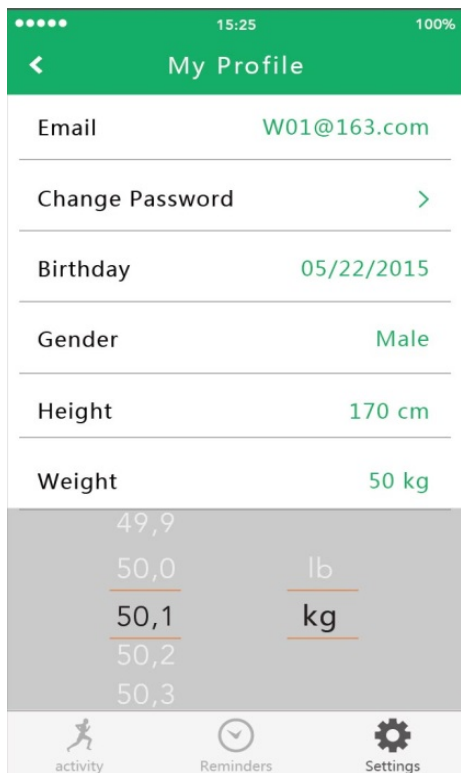 15:25 100%
My Profile
Email W01@163.com
Change Password
Birthday 05/22/2015
Gender Male
Height 170 cm
Weight 50 kg
49,9
50,0 lb
50,1 kg
50,2
50,3
activity Reminders Settings